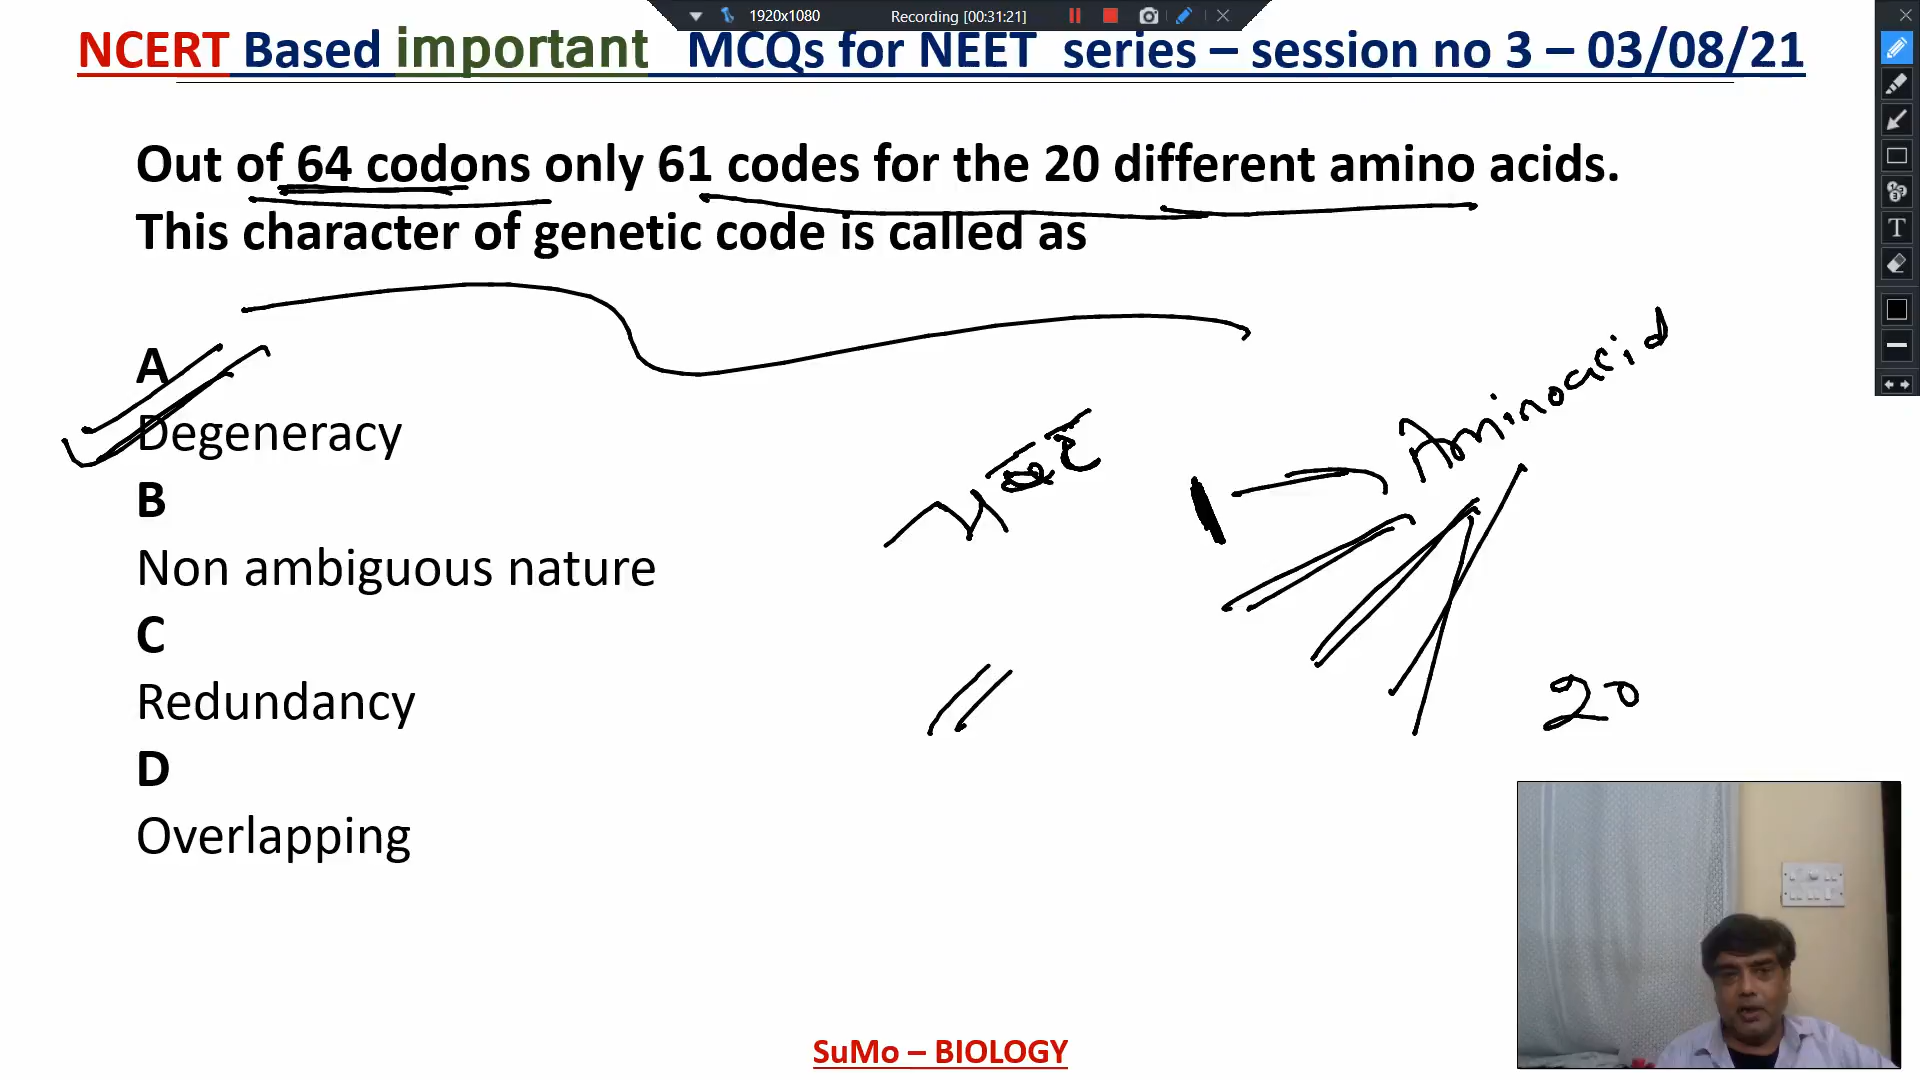 1920x1080 Recording [00:31:21]
NCERT Based important MCQs for NEET series – session no 3 – 03/08/21
Out of 64 codons only 61 codes for the 20 different amino acids.
This character of genetic code is called as
A
Degeneracy
B
Non ambiguous nature
C
Redundancy
D
Overlapping
Aminoacid
20
SuMo – BIOLOGY